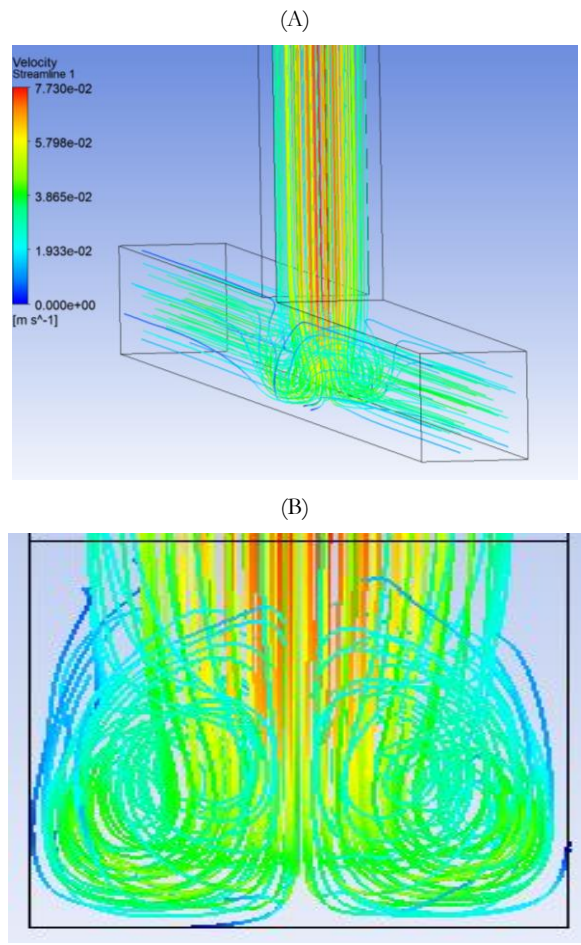 (A)
Velocity
Streamline 1
7.730e-02
5.798e-02
3.865e-02
1.933e-02
0.000e+00
[m s^-1]
(B)